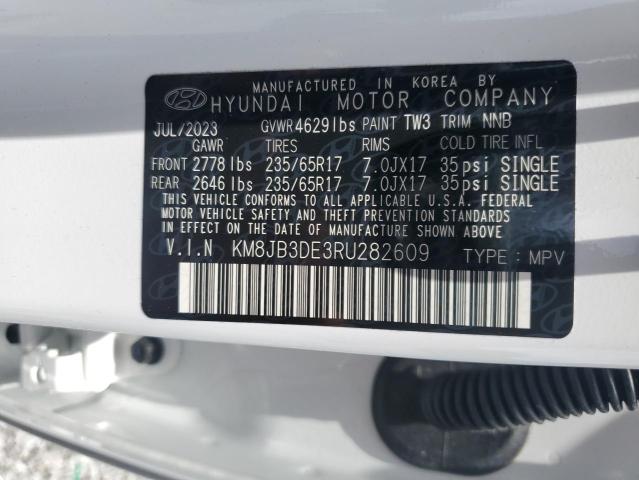 MANUFACTURED IN KOREA BY
HYUNDAI MOTOR COMPANY
JUL/2023 GVWR 4629 lbs PAINT TW3 TRIM NNB
GAWR TIRES RIMS COLD TIRE INFL
FRONT 2778 lbs 235/65R17 7.0JX17 35psi SINGLE
REAR 2646 lbs 235/65R17 7.0JX17 35psi SINGLE
THIS VEHICLE CONFORMS TO ALL APPLICABLE U.S.A. FEDERAL
MOTOR VEHICLE SAFETY AND THEFT PREVENTION STANDARDS
IN EFFECT ON THE DATE OF MANUFACTURE SHOWN ABOVE
V.I.N KM8JB3DE3RU282609 TYPE : MPV